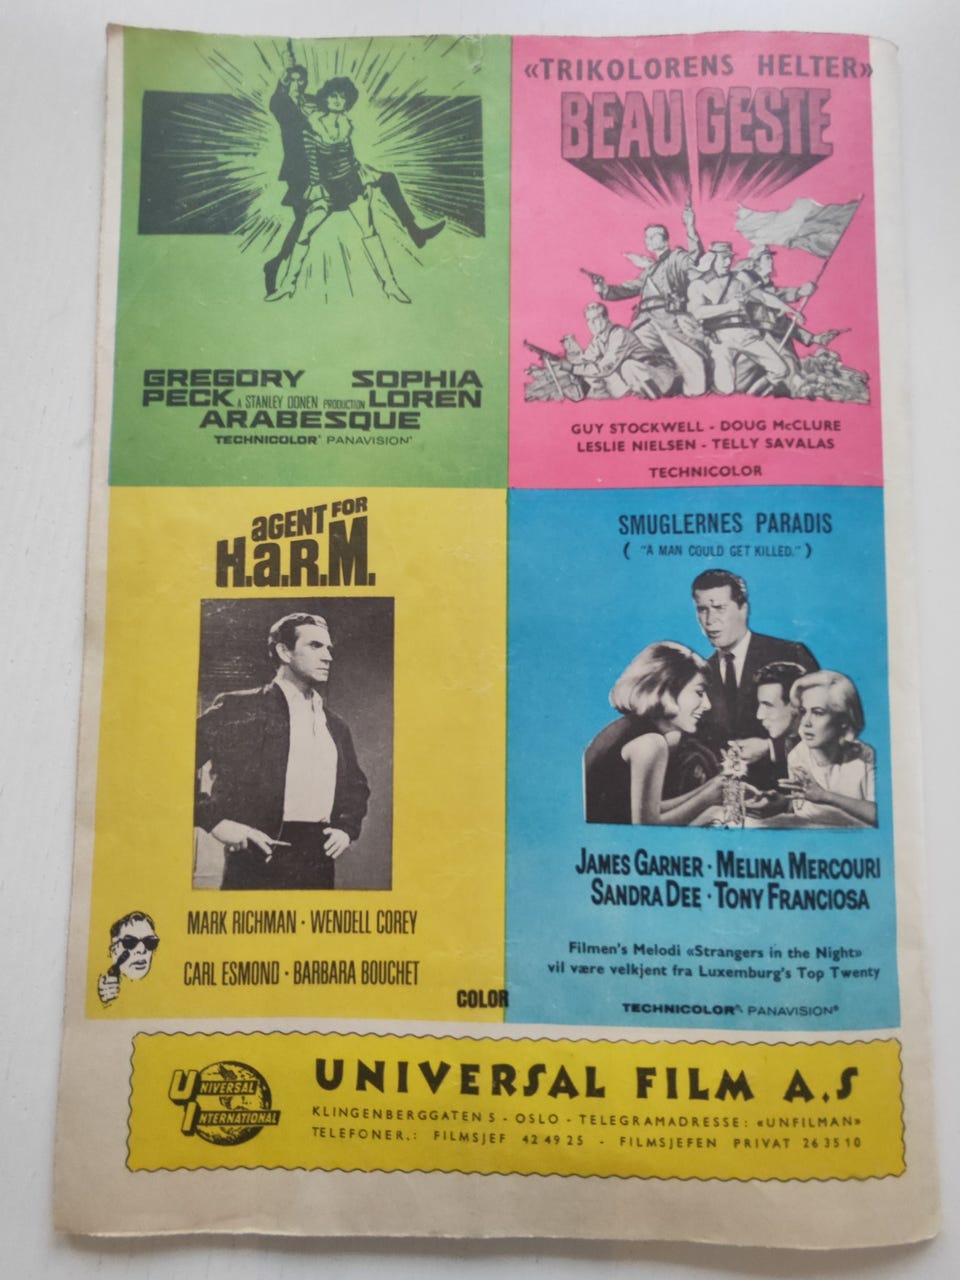 GREGORY SOPHIA
PECK A STANLEY DONEN PRODUCTION LOREN
ARABESQUE
TECHNICOLOR® PANAVISION®
«TRIKOLORENS HELTER»
BEAU GESTE
GUY STOCKWELL - DOUG McCLURE
LESLIE NIELSEN - TELLY SAVALAS
TECHNICOLOR
aGENT FOR
H.a.R.M.
MARK RICHMAN · WENDELL COREY
CARL ESMOND · BARBARA BOUCHET
COLOR
SMUGLERNES PARADIS
( "A MAN COULD GET KILLED." )
JAMES GARNER · MELINA MERCOURI
SANDRA DEE · TONY FRANCIOSA
Filmen's Melodi «Strangers in the Night»
vil være velkjent fra Luxemburg's Top Twenty
TECHNICOLOR® PANAVISION®
UNIVERSAL
INTERNATIONAL
UNIVERSAL FILM A.S
KLINGENBERGGATEN 5 - OSLO - TELEGRAMADRESSE: «UNFILMAN»
TELEFONER.: FILMSJEF 42 49 25 - FILMSJEFEN PRIVAT 26 35 10